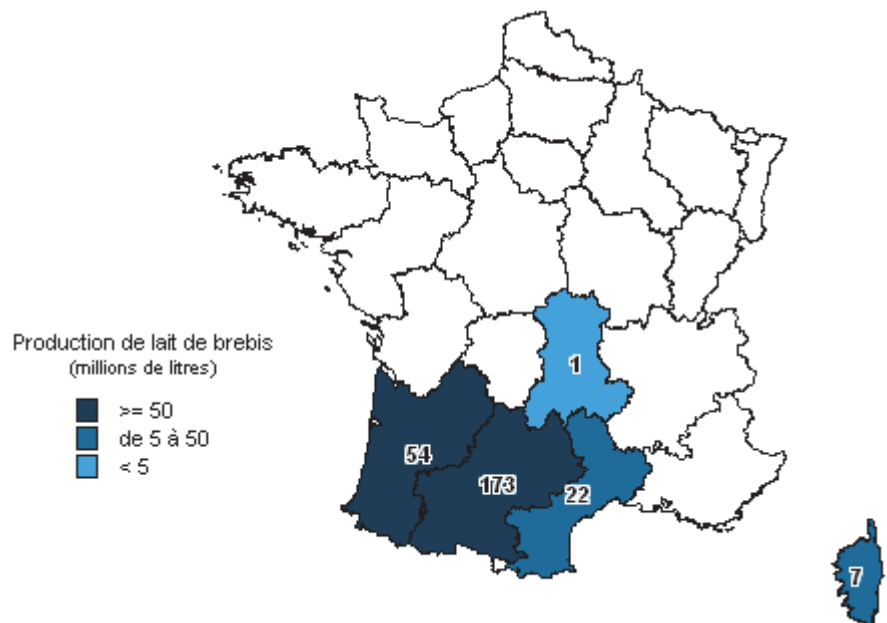 Production de lait de brebis
(millions de litres)
>= 50
de 5 à 50
< 5
1
54
173
22
7